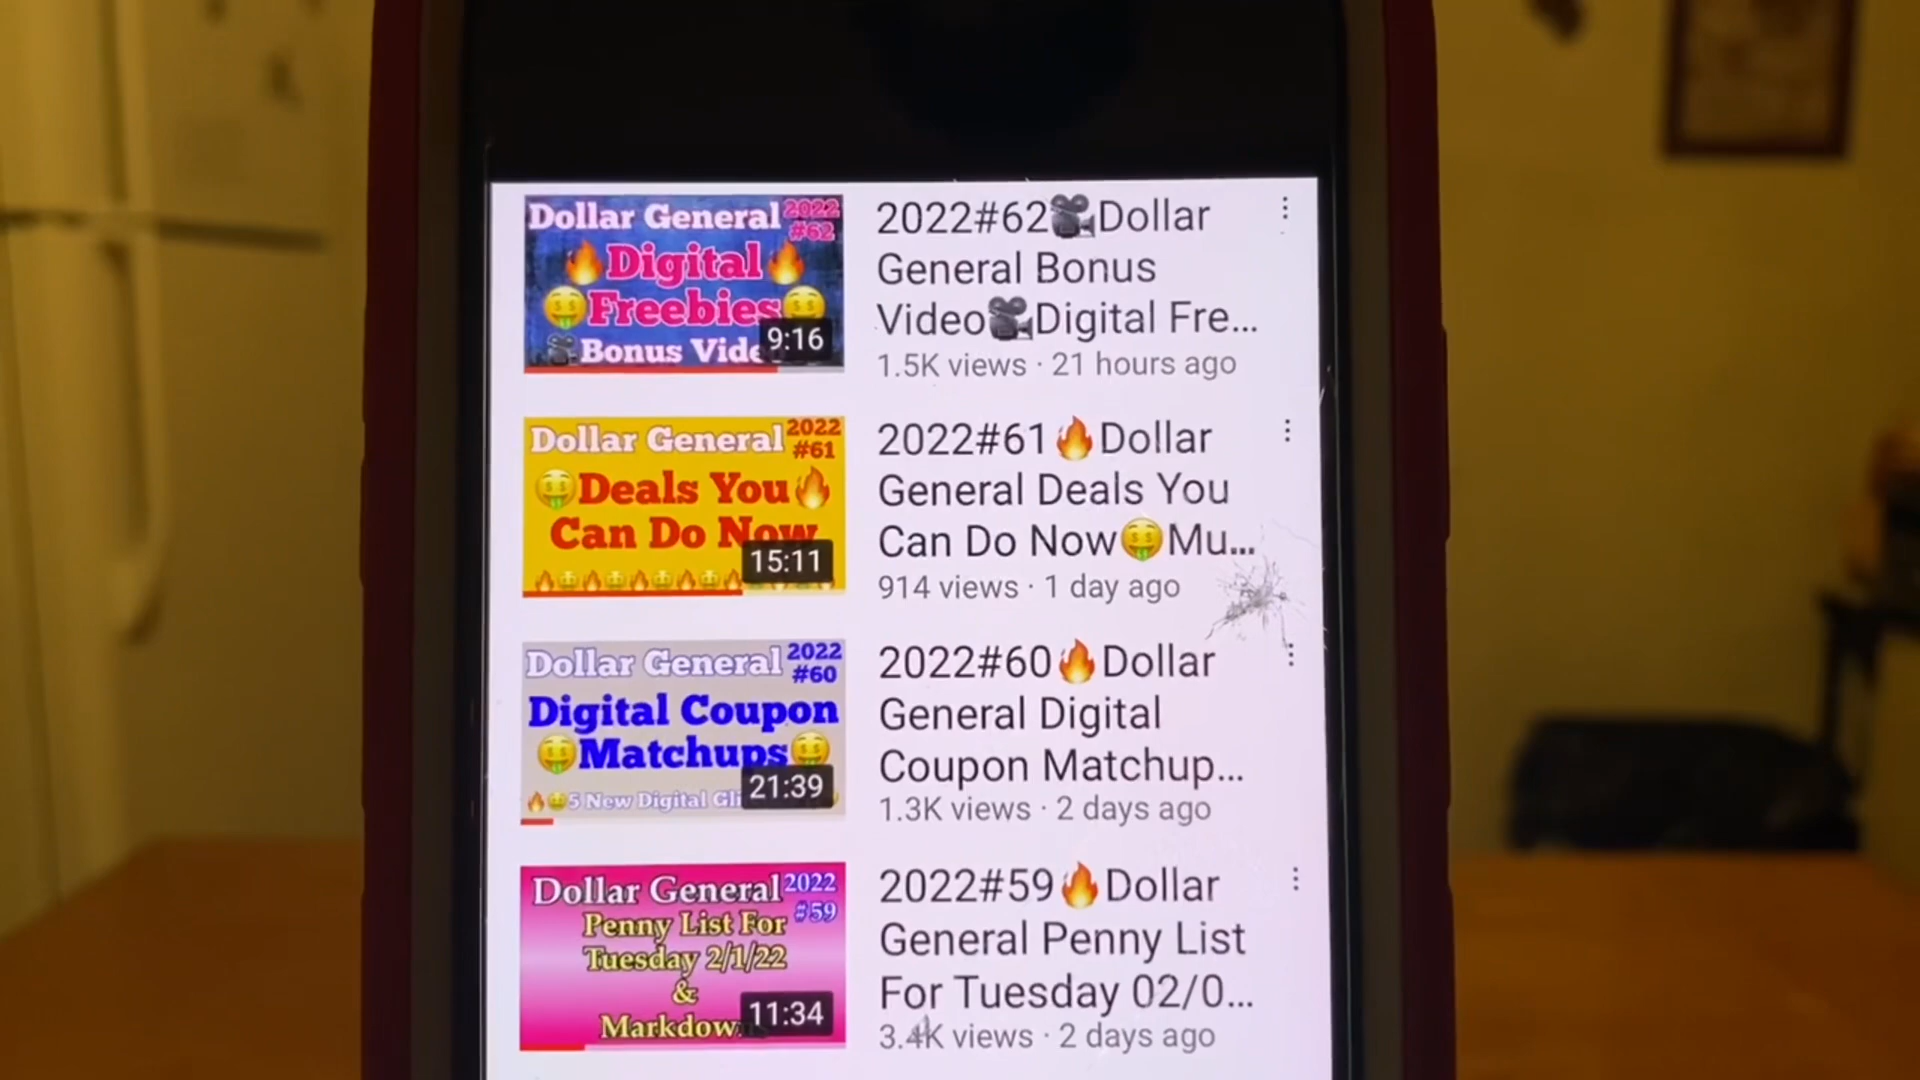 Dollar General 2022
#62
Digital
Freebies
Bonus Vide
9:16
2022#62🎥Dollar
General Bonus
Video🎥Digital Fre...
1.5K views · 21 hours ago
Dollar General 2022
#61
Deals You
Can Do Now
15:11
2022#61🔥Dollar
General Deals You
Can Do Now🤑Mu...
914 views · 1 day ago
Dollar General 2022
#60
Digital Coupon
Matchups
5 New Digital Gli
21:39
2022#60🔥Dollar
General Digital
Coupon Matchup...
1.3K views · 2 days ago
Dollar General 2022
#59
Penny List For
Tuesday 2/1/22
&
Markdown
11:34
2022#59🔥Dollar
General Penny List
For Tuesday 02/0...
3.4K views · 2 days ago